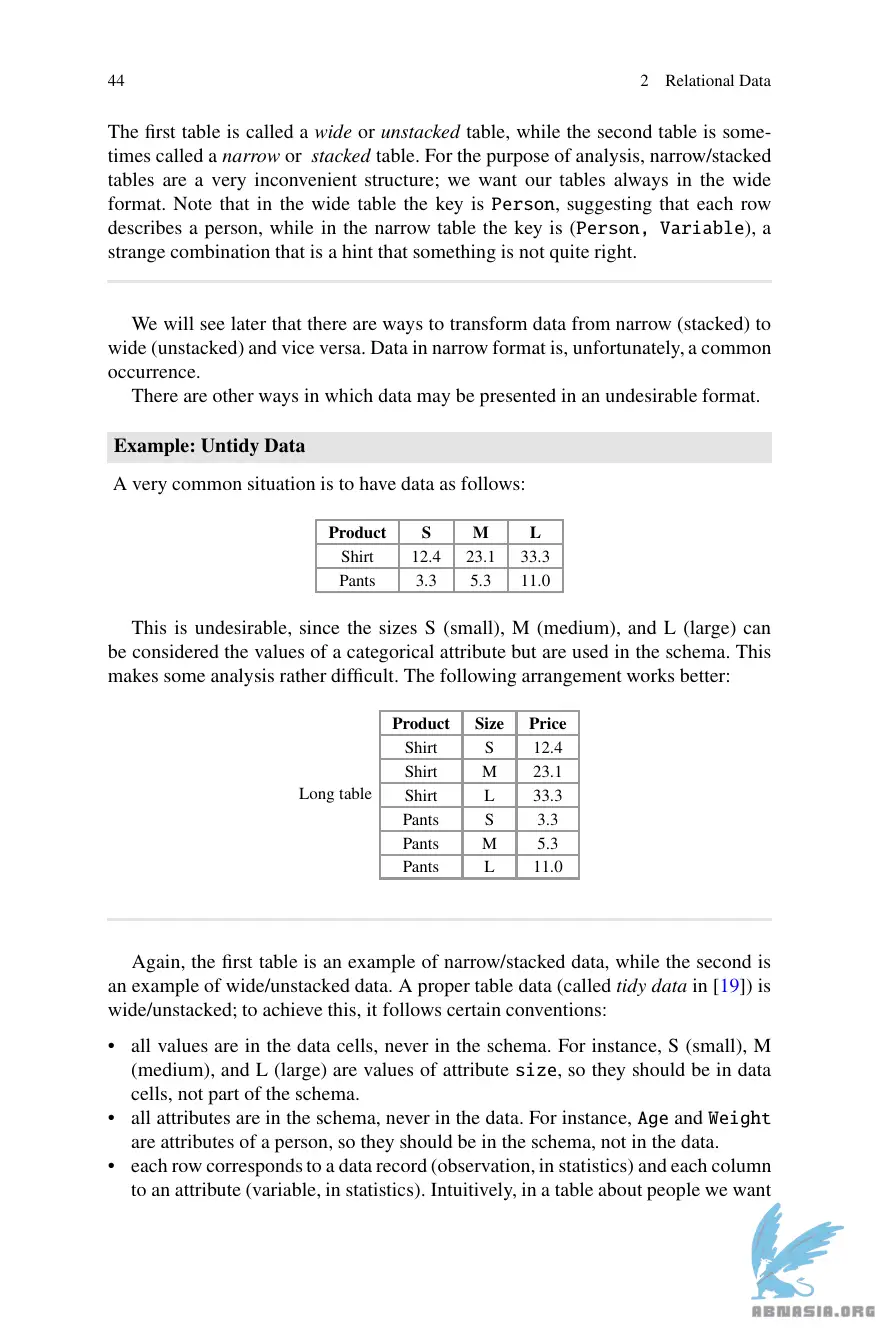 44
2 Relational Data
The first table is called a wide or unstacked table, while the second table is some-
times called a narrow or stacked table. For the purpose of analysis, narrow/stacked
tables are a very inconvenient structure; we want our tables always in the wide
format. Note that in the wide table the key is Person, suggesting that each row
describes a person, while in the narrow table the key is (Person, Variable), a
strange combination that is a hint that something is not quite right.
We will see later that there are ways to transform data from narrow (stacked) to
wide (unstacked) and vice versa. Data in narrow format is, unfortunately, a common
occurrence.
There are other ways in which data may be presented in an undesirable format.
Example: Untidy Data
A very common situation is to have data as follows:
Product S M L
Shirt 12.4 23.1 33.3
Pants 3.3 5.3 11.0
This is undesirable, since the sizes S (small), M (medium), and L (large) can
be considered the values of a categorical attribute but are used in the schema. This
makes some analysis rather difficult. The following arrangement works better:
Product Size Price
Shirt S 12.4
Shirt M 23.1
Long table Shirt L 33.3
Pants S 3.3
Pants M 5.3
Pants L 11.0
Again, the first table is an example of narrow/stacked data, while the second is
an example of wide/unstacked data. A proper table data (called tidy data in [19]) is
wide/unstacked; to achieve this, it follows certain conventions:
• all values are in the data cells, never in the schema. For instance, S (small), M
(medium), and L (large) are values of attribute size, so they should be in data
cells, not part of the schema.
• all attributes are in the schema, never in the data. For instance, Age and Weight
are attributes of a person, so they should be in the schema, not in the data.
• each row corresponds to a data record (observation, in statistics) and each column
to an attribute (variable, in statistics). Intuitively, in a table about people we want
ABNASIA.ORG